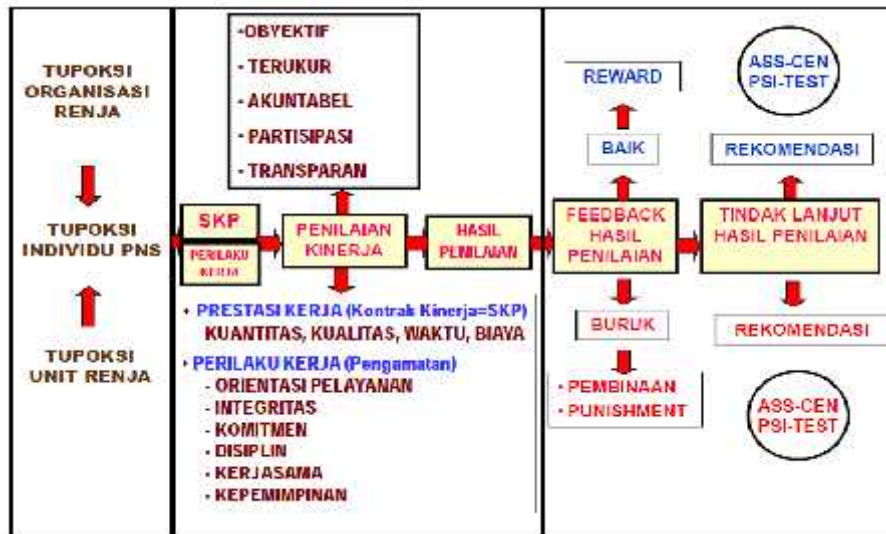 TUPOKSI
ORGANISASI
RENJA
TUPOKSI
INDIVIDU PNS
TUPOKSI
UNIT RENJA
-OBYEKTIF
- TERUKUR
- AKUNTABEL
- PARTISIPASI
- TRANSPARAN
SKP
PERILAKU
KERJA
PENILAIAN
KINERJA
HASIL
PENILAIAN
• PRESTASI KERJA (Kontrak Kinerja=SKP)
KUANTITAS, KUALITAS, WAKTU, BIAYA
• PERILAKU KERJA (Pengamatan)
- ORIENTASI PELAYANAN
- INTEGRITAS
- KOMITMEN
- DISIPLIN
- KERJASAMA
- KEPEMIMPINAN
REWARD
BAIK
FEEDBACK
HASIL
PENILAIAN
BURUK
• PEMBINAAN
• PUNISHMENT
ASS-CEN
PSI-TEST
REKOMENDASI
TINDAK LANJUT
HASIL PENILAIAN
REKOMENDASI
ASS-CEN
PSI-TEST